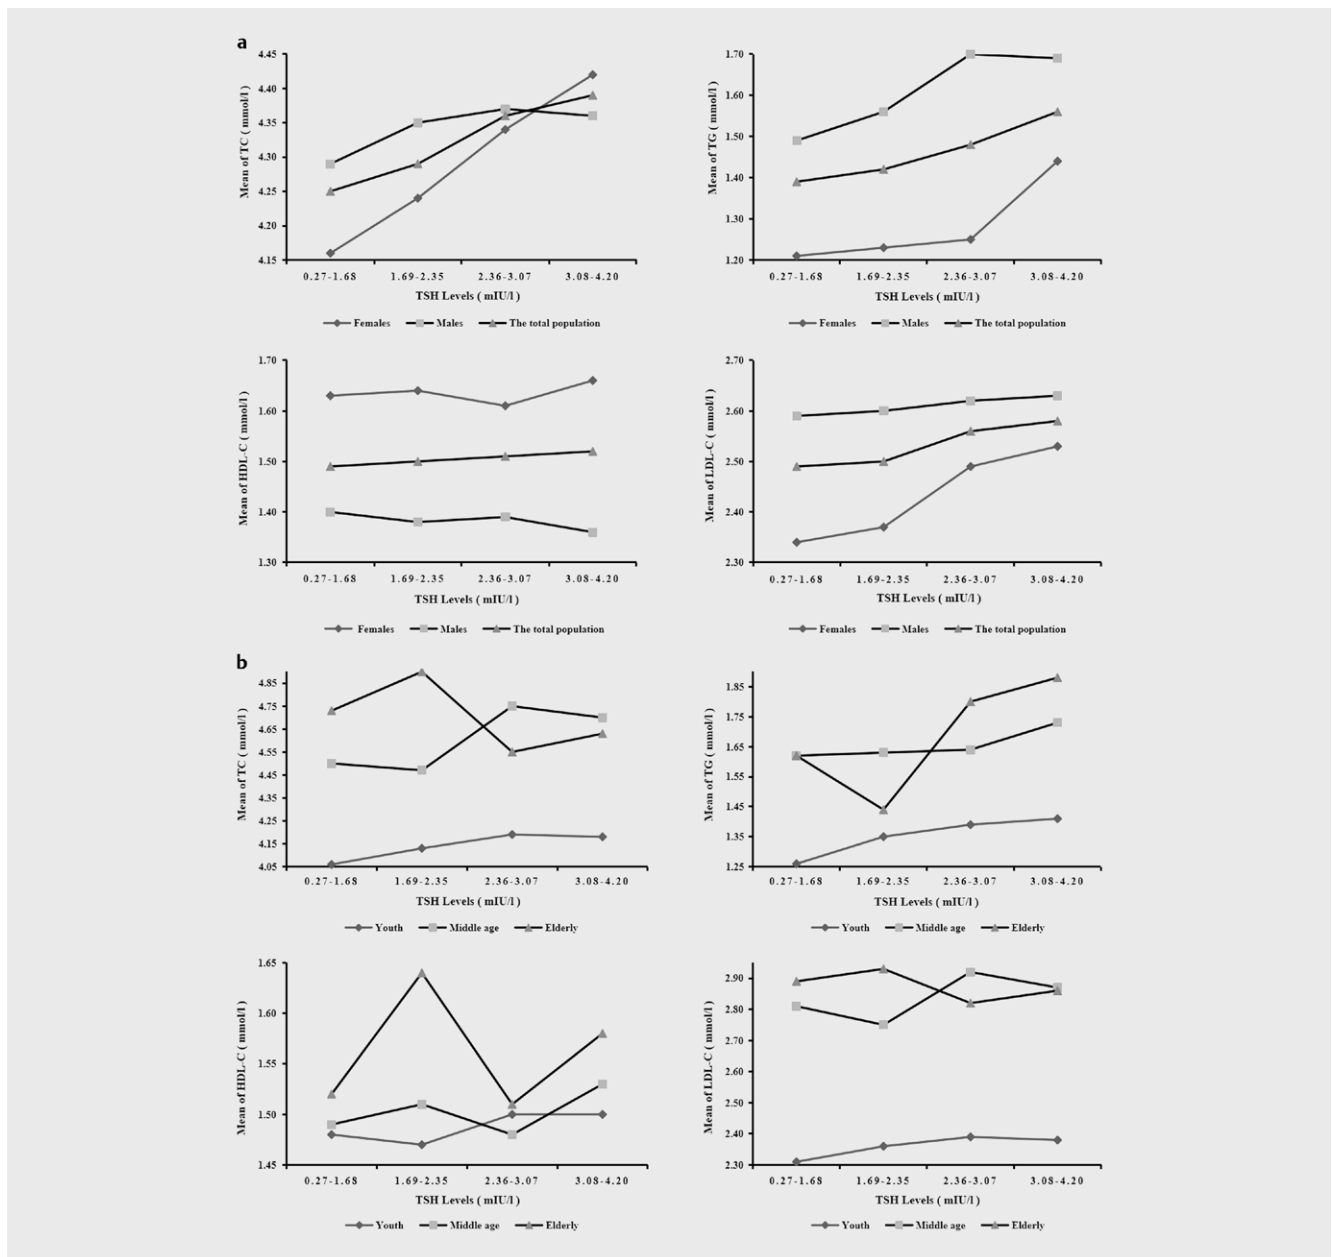 a
4.45
4.40
4.35
4.30
4.25
4.20
4.15
Mean of TC ( mmol/l )
0.27-1.68 1.69-2.35 2.36-3.07 3.08-4.20
TSH Levels ( mIU/l )
Females Males The total population
1.70
1.60
1.50
1.40
1.30
1.20
Mean of TG ( mmol/l )
0.27-1.68 1.69-2.35 2.36-3.07 3.08-4.20
TSH Levels ( mIU/l )
Females Males The total population
1.70
1.60
1.50
1.40
1.30
Mean of HDL-C ( mmol/l )
0.27-1.68 1.69-2.35 2.36-3.07 3.08-4.20
TSH Levels ( mIU/l )
Females Males The total population
2.70
2.60
2.50
2.40
2.30
Mean of LDL-C ( mmol/l )
0.27-1.68 1.69-2.35 2.36-3.07 3.08-4.20
TSH Levels ( mIU/l )
Females Males The total population
b
4.85
4.75
4.65
4.55
4.45
4.35
4.25
4.15
4.05
Mean of TC ( mmol/l )
0.27-1.68 1.69-2.35 2.36-3.07 3.08-4.20
TSH Levels ( mIU/l )
Youth Middle age Elderly
1.85
1.75
1.65
1.55
1.45
1.35
1.25
Mean of TG ( mmol/l )
0.27-1.68 1.69-2.35 2.36-3.07 3.08-4.20
TSH Levels ( mIU/l )
Youth Middle age Elderly
1.65
1.60
1.55
1.50
1.45
Mean of HDL-C ( mmol/l )
0.27-1.68 1.69-2.35 2.36-3.07 3.08-4.20
TSH Levels ( mIU/l )
Youth Middle age Elderly
2.90
2.80
2.70
2.60
2.50
2.40
2.30
Mean of LDL-C ( mmol/l )
0.27-1.68 1.69-2.35 2.36-3.07 3.08-4.20
TSH Levels ( mIU/l )
Youth Middle age Elderly